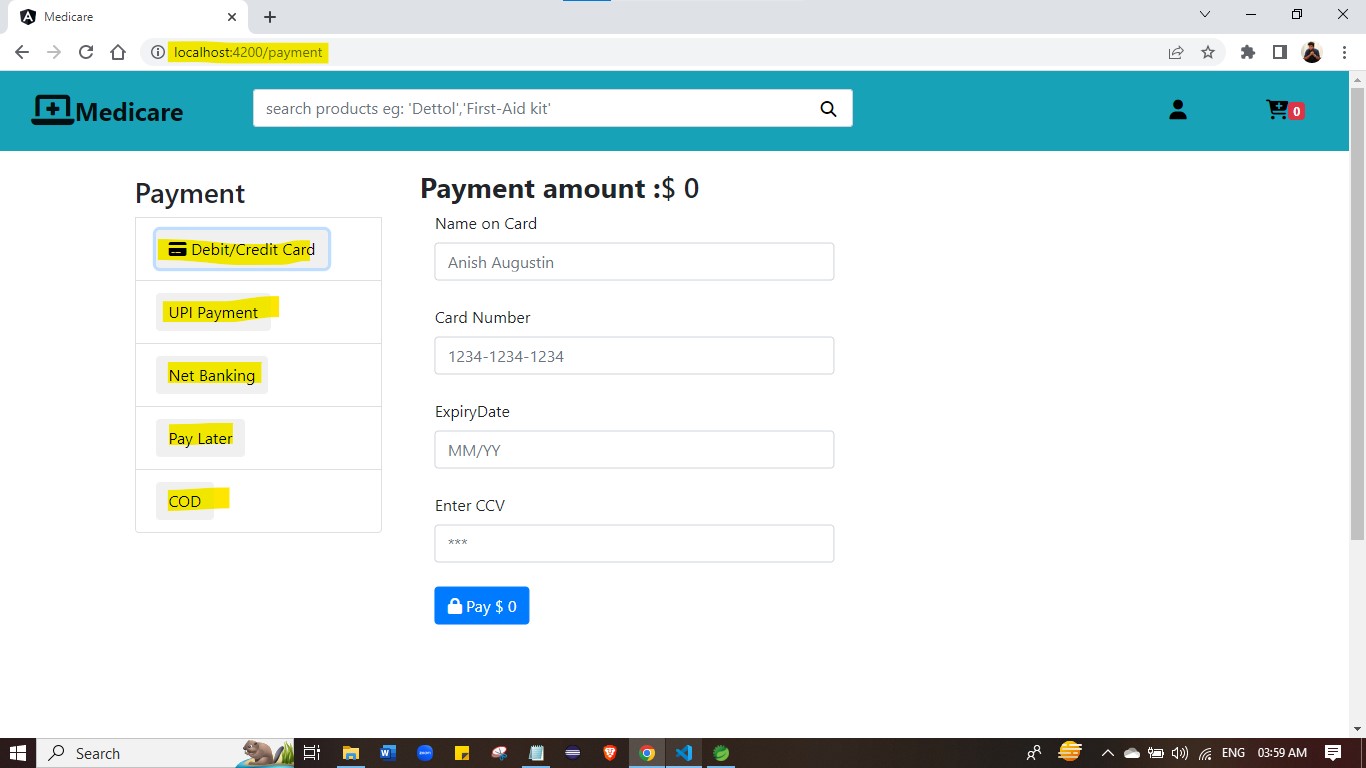 Medicare
localhost:4200/payment
Medicare
search products eg: 'Dettol','First-Aid kit'
0
Payment
Debit/Credit Card
UPI Payment
Net Banking
Pay Later
COD
Payment amount :$ 0
Name on Card
Anish Augustin
Card Number
1234-1234-1234
ExpiryDate
MM/YY
Enter CCV
***
Pay $ 0
Search
ENG
03:59 AM